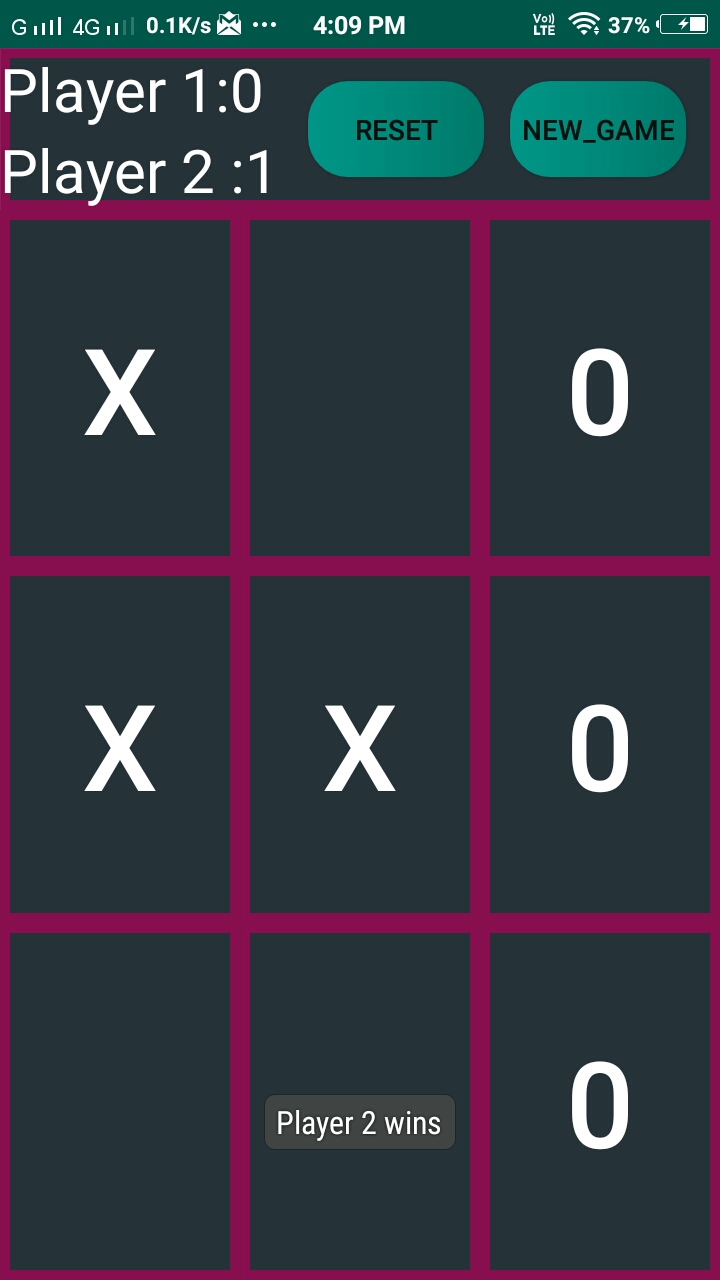 G 4G 0.1K/s ... 4:09 PM Vo)) LTE 37%
Player 1:0
Player 2 :1
RESET NEW_GAME
X 0
X X 0
0
Player 2 wins